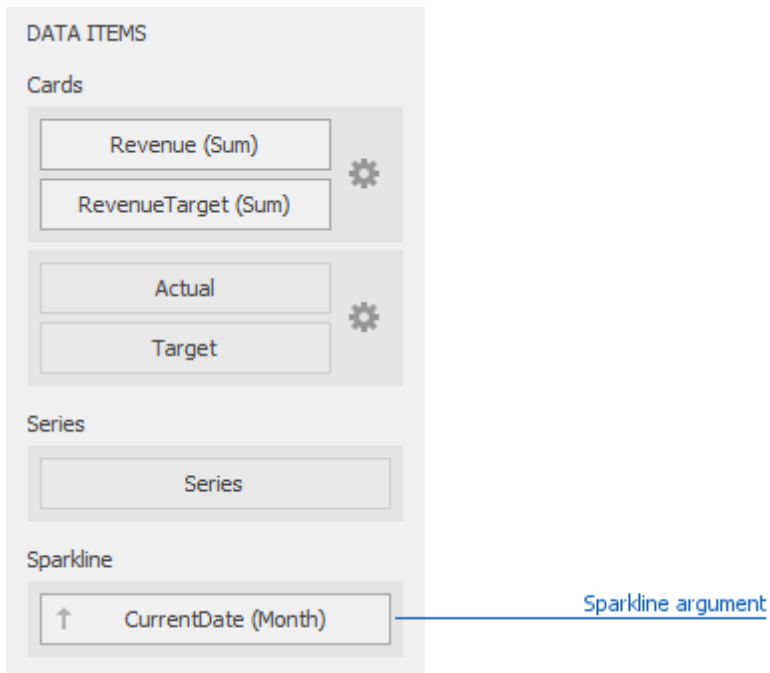 DATA ITEMS
Cards
Revenue (Sum)
RevenueTarget (Sum)
Actual
Target
Series
Series
Sparkline
CurrentDate (Month)
Sparkline argument